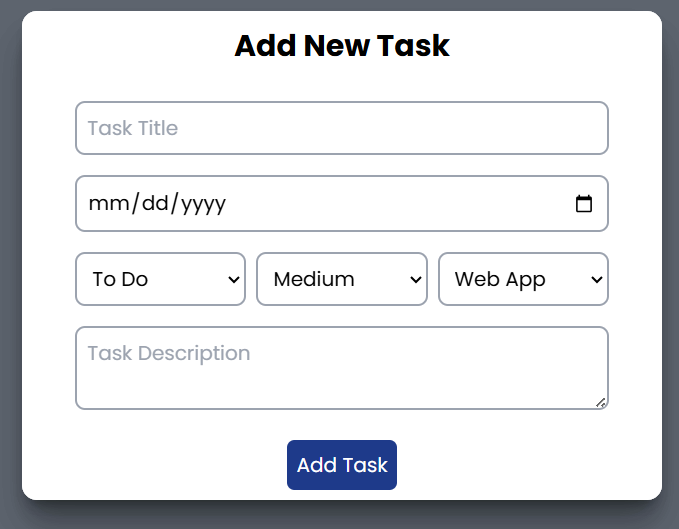 Add New Task
Task Title
mm/dd/yyyy
To Do Medium Web App
Task Description
Add Task